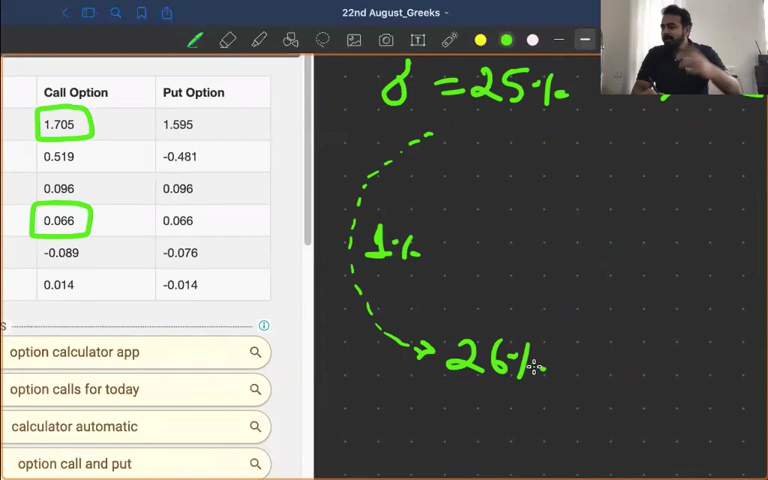 22nd August_Greeks
Call Option Put Option
1.705 1.595
0.519 -0.481
0.096 0.096
0.066 0.066
-0.089 -0.076
0.014 -0.014
s
option calculator app
option calls for today
calculator automatic
option call and put
= 25%
1%
26%